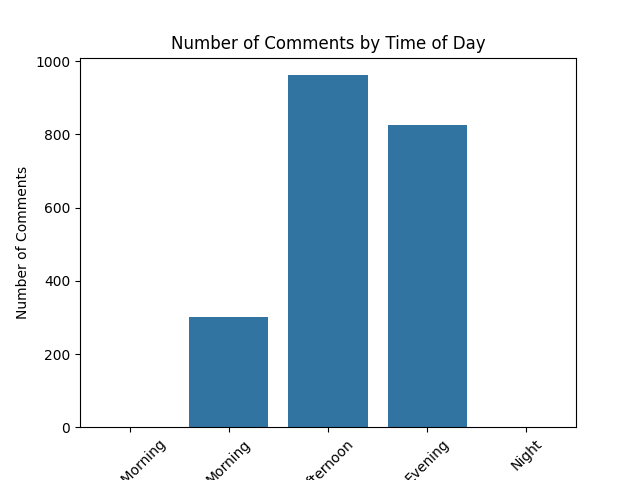 Number of Comments by Time of Day
Number of Comments
1000
800
600
400
200
0
Morning
Morning
fternoon
Evening
Night